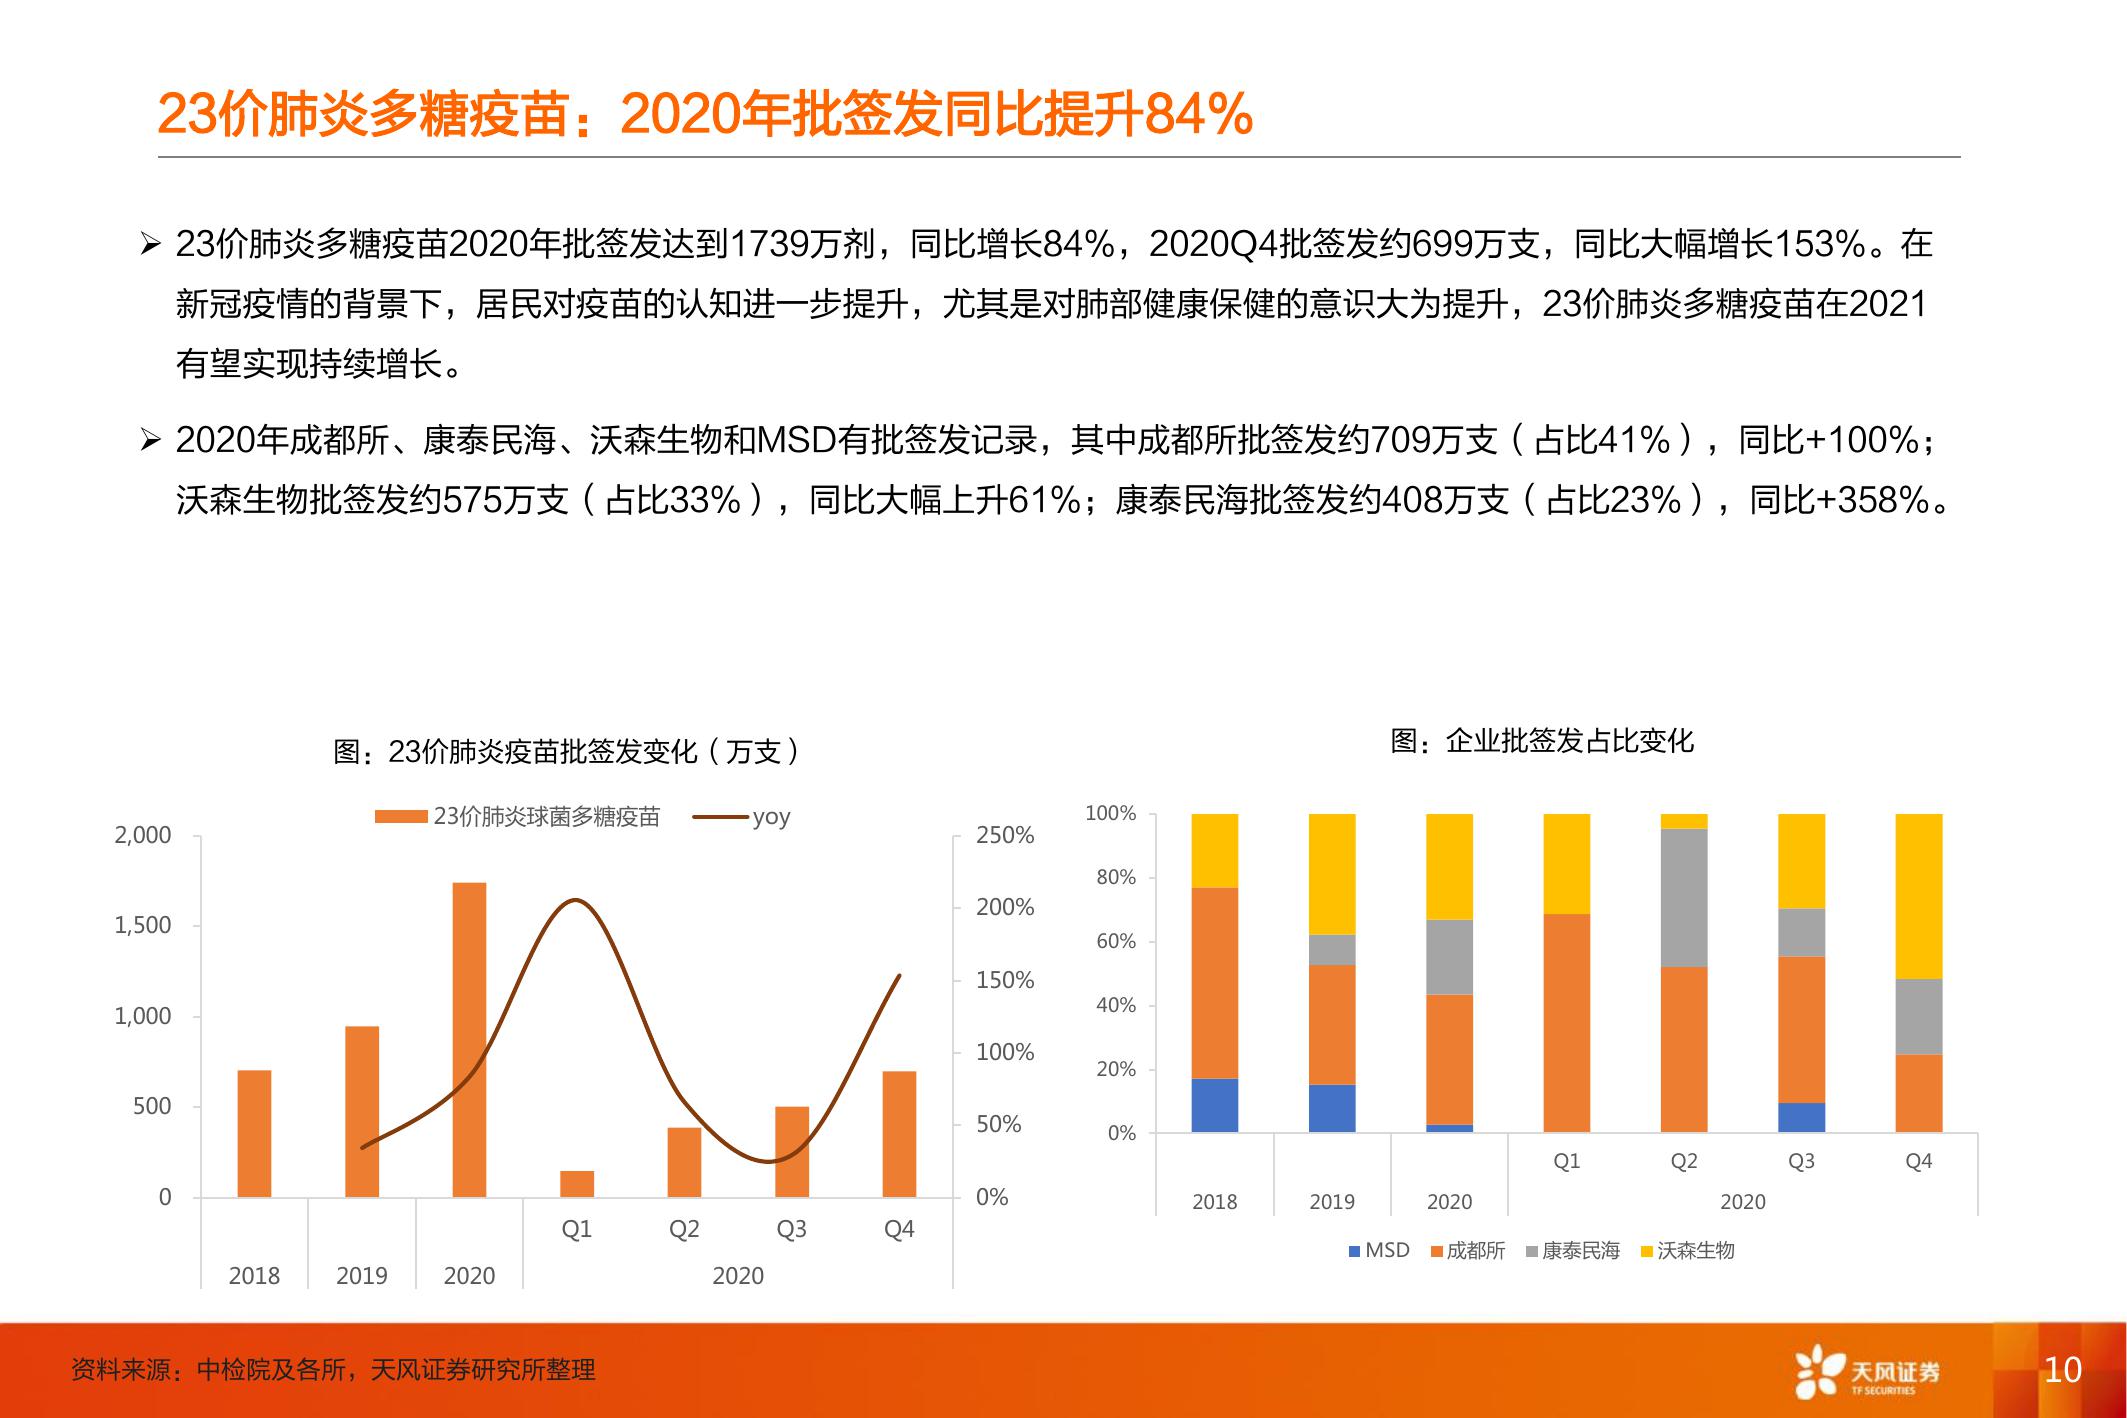 23价肺炎多糖疫苗：2020年批签发同比提升84%
➢ 23价肺炎多糖疫苗2020年批签发达到1739万剂，同比增长84%，2020Q4批签发约699万支，同比大幅增长153%。在
新冠疫情的背景下，居民对疫苗的认知进一步提升，尤其是对肺部健康保健的意识大为提升，23价肺炎多糖疫苗在2021
有望实现持续增长。
➢ 2020年成都所、康泰民海、沃森生物和MSD有批签发记录，其中成都所批签发约709万支（占比41%），同比+100%；
沃森生物批签发约575万支（占比33%），同比大幅上升61%；康泰民海批签发约408万支（占比23%），同比+358%。
图：23价肺炎疫苗批签发变化（万支）
23价肺炎球菌多糖疫苗 yoy
2,000
1,500
1,000
500
0
250%
200%
150%
100%
50%
0%
Q1 Q2 Q3 Q4
2018 2019 2020 2020
图：企业批签发占比变化
100%
80%
60%
40%
20%
0%
Q1 Q2 Q3 Q4
2018 2019 2020 2020
MSD 成都所 康泰民海 沃森生物
资料来源：中检院及各所，天风证券研究所整理
天风证券
TF SECURITIES
10